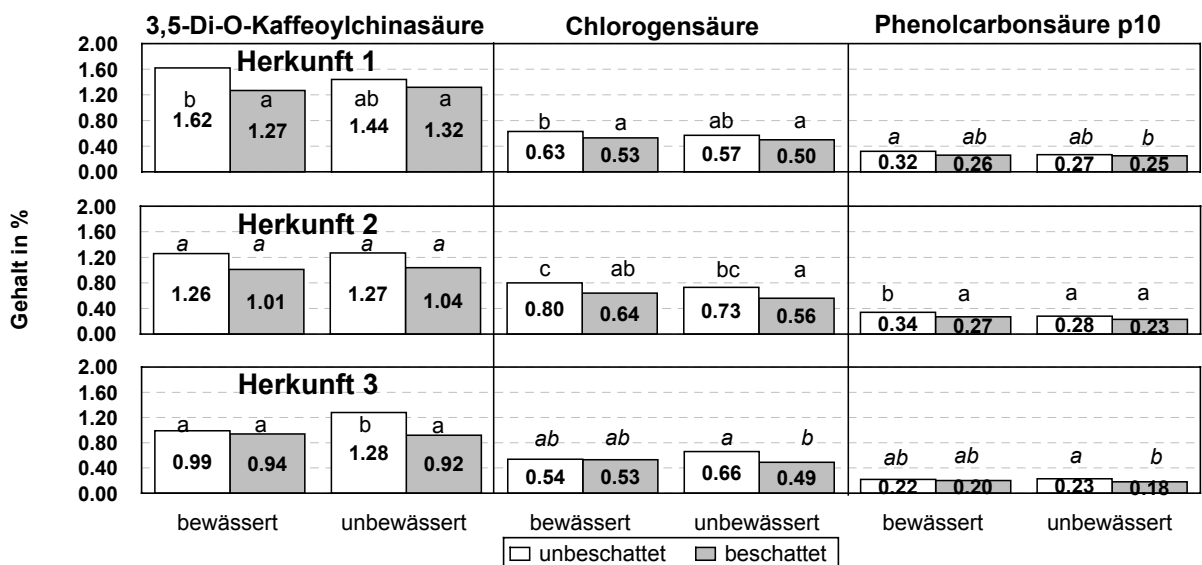 3,5-Di-O-Kaffeoylchinasäure Chlorogensäure Phenolcarbonsäure p10
Gehalt in %
Herkunft 1
2.00
1.60
1.20
0.80
0.40
0.00
b a ab a b a ab a a ab ab b
1.62 1.27 1.44 1.32 0.63 0.53 0.57 0.50 0.32 0.26 0.27 0.25
Herkunft 2
2.00
1.60
1.20
0.80
0.40
0.00
a a a a c ab bc a b a a a
1.26 1.01 1.27 1.04 0.80 0.64 0.73 0.56 0.34 0.27 0.28 0.23
Herkunft 3
2.00
1.60
1.20
0.80
0.40
0.00
a a b a ab ab a b ab ab a b
0.99 0.94 1.28 0.92 0.54 0.53 0.66 0.49 0.22 0.20 0.23 0.18
bewässert unbewässert bewässert unbewässert bewässert unbewässert
unbeschattet beschattet